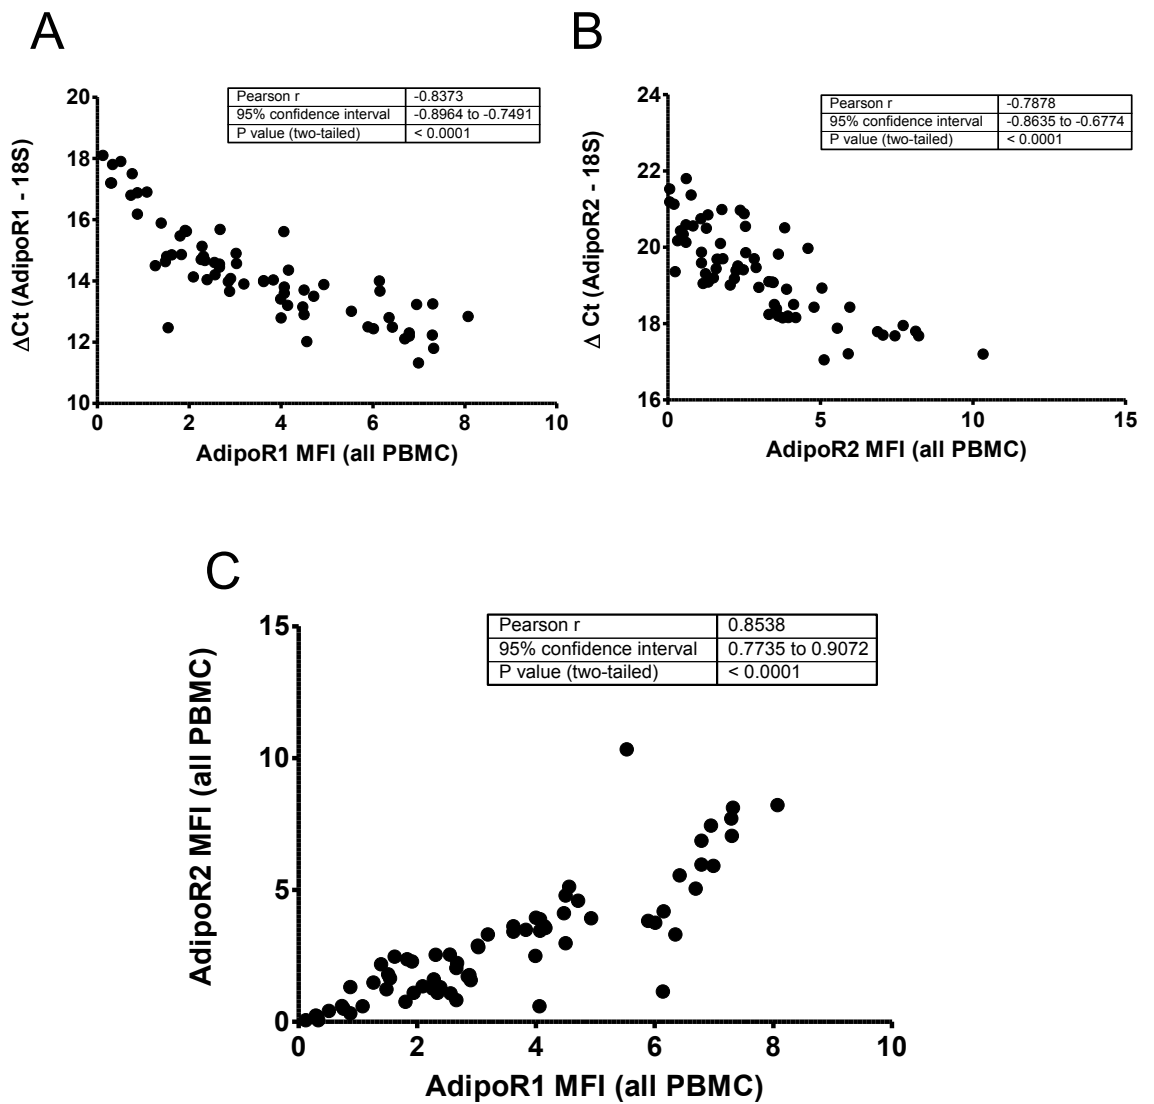 A
Pearson r -0.8373
95% confidence interval -0.8964 to -0.7491
P value (two-tailed) < 0.0001
20
18
16
14
12
10
ΔCt (AdipoR1 - 18S)
0 2 4 6 8 10
AdipoR1 MFI (all PBMC)
B
Pearson r -0.7878
95% confidence interval -0.8635 to -0.6774
P value (two-tailed) < 0.0001
24
22
20
18
16
Δ Ct (AdipoR2 - 18S)
0 5 10 15
AdipoR2 MFI (all PBMC)
C
Pearson r 0.8538
95% confidence interval 0.7735 to 0.9072
P value (two-tailed) < 0.0001
15
10
5
0
AdipoR2 MFI (all PBMC)
0 2 4 6 8 10
AdipoR1 MFI (all PBMC)